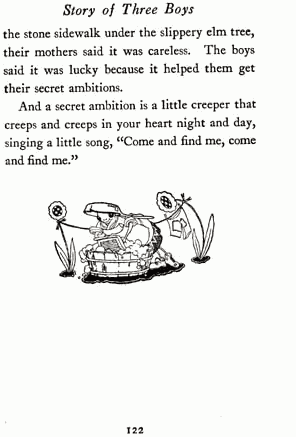 Story of Three Boys
the stone sidewalk under the slippery elm tree,
their mothers said it was careless. The boys
said it was lucky because it helped them get
their secret ambitions.
And a secret ambition is a little creeper that
creeps and creeps in your heart night and day,
singing a little song, "Come and find me, come
and find me."
122